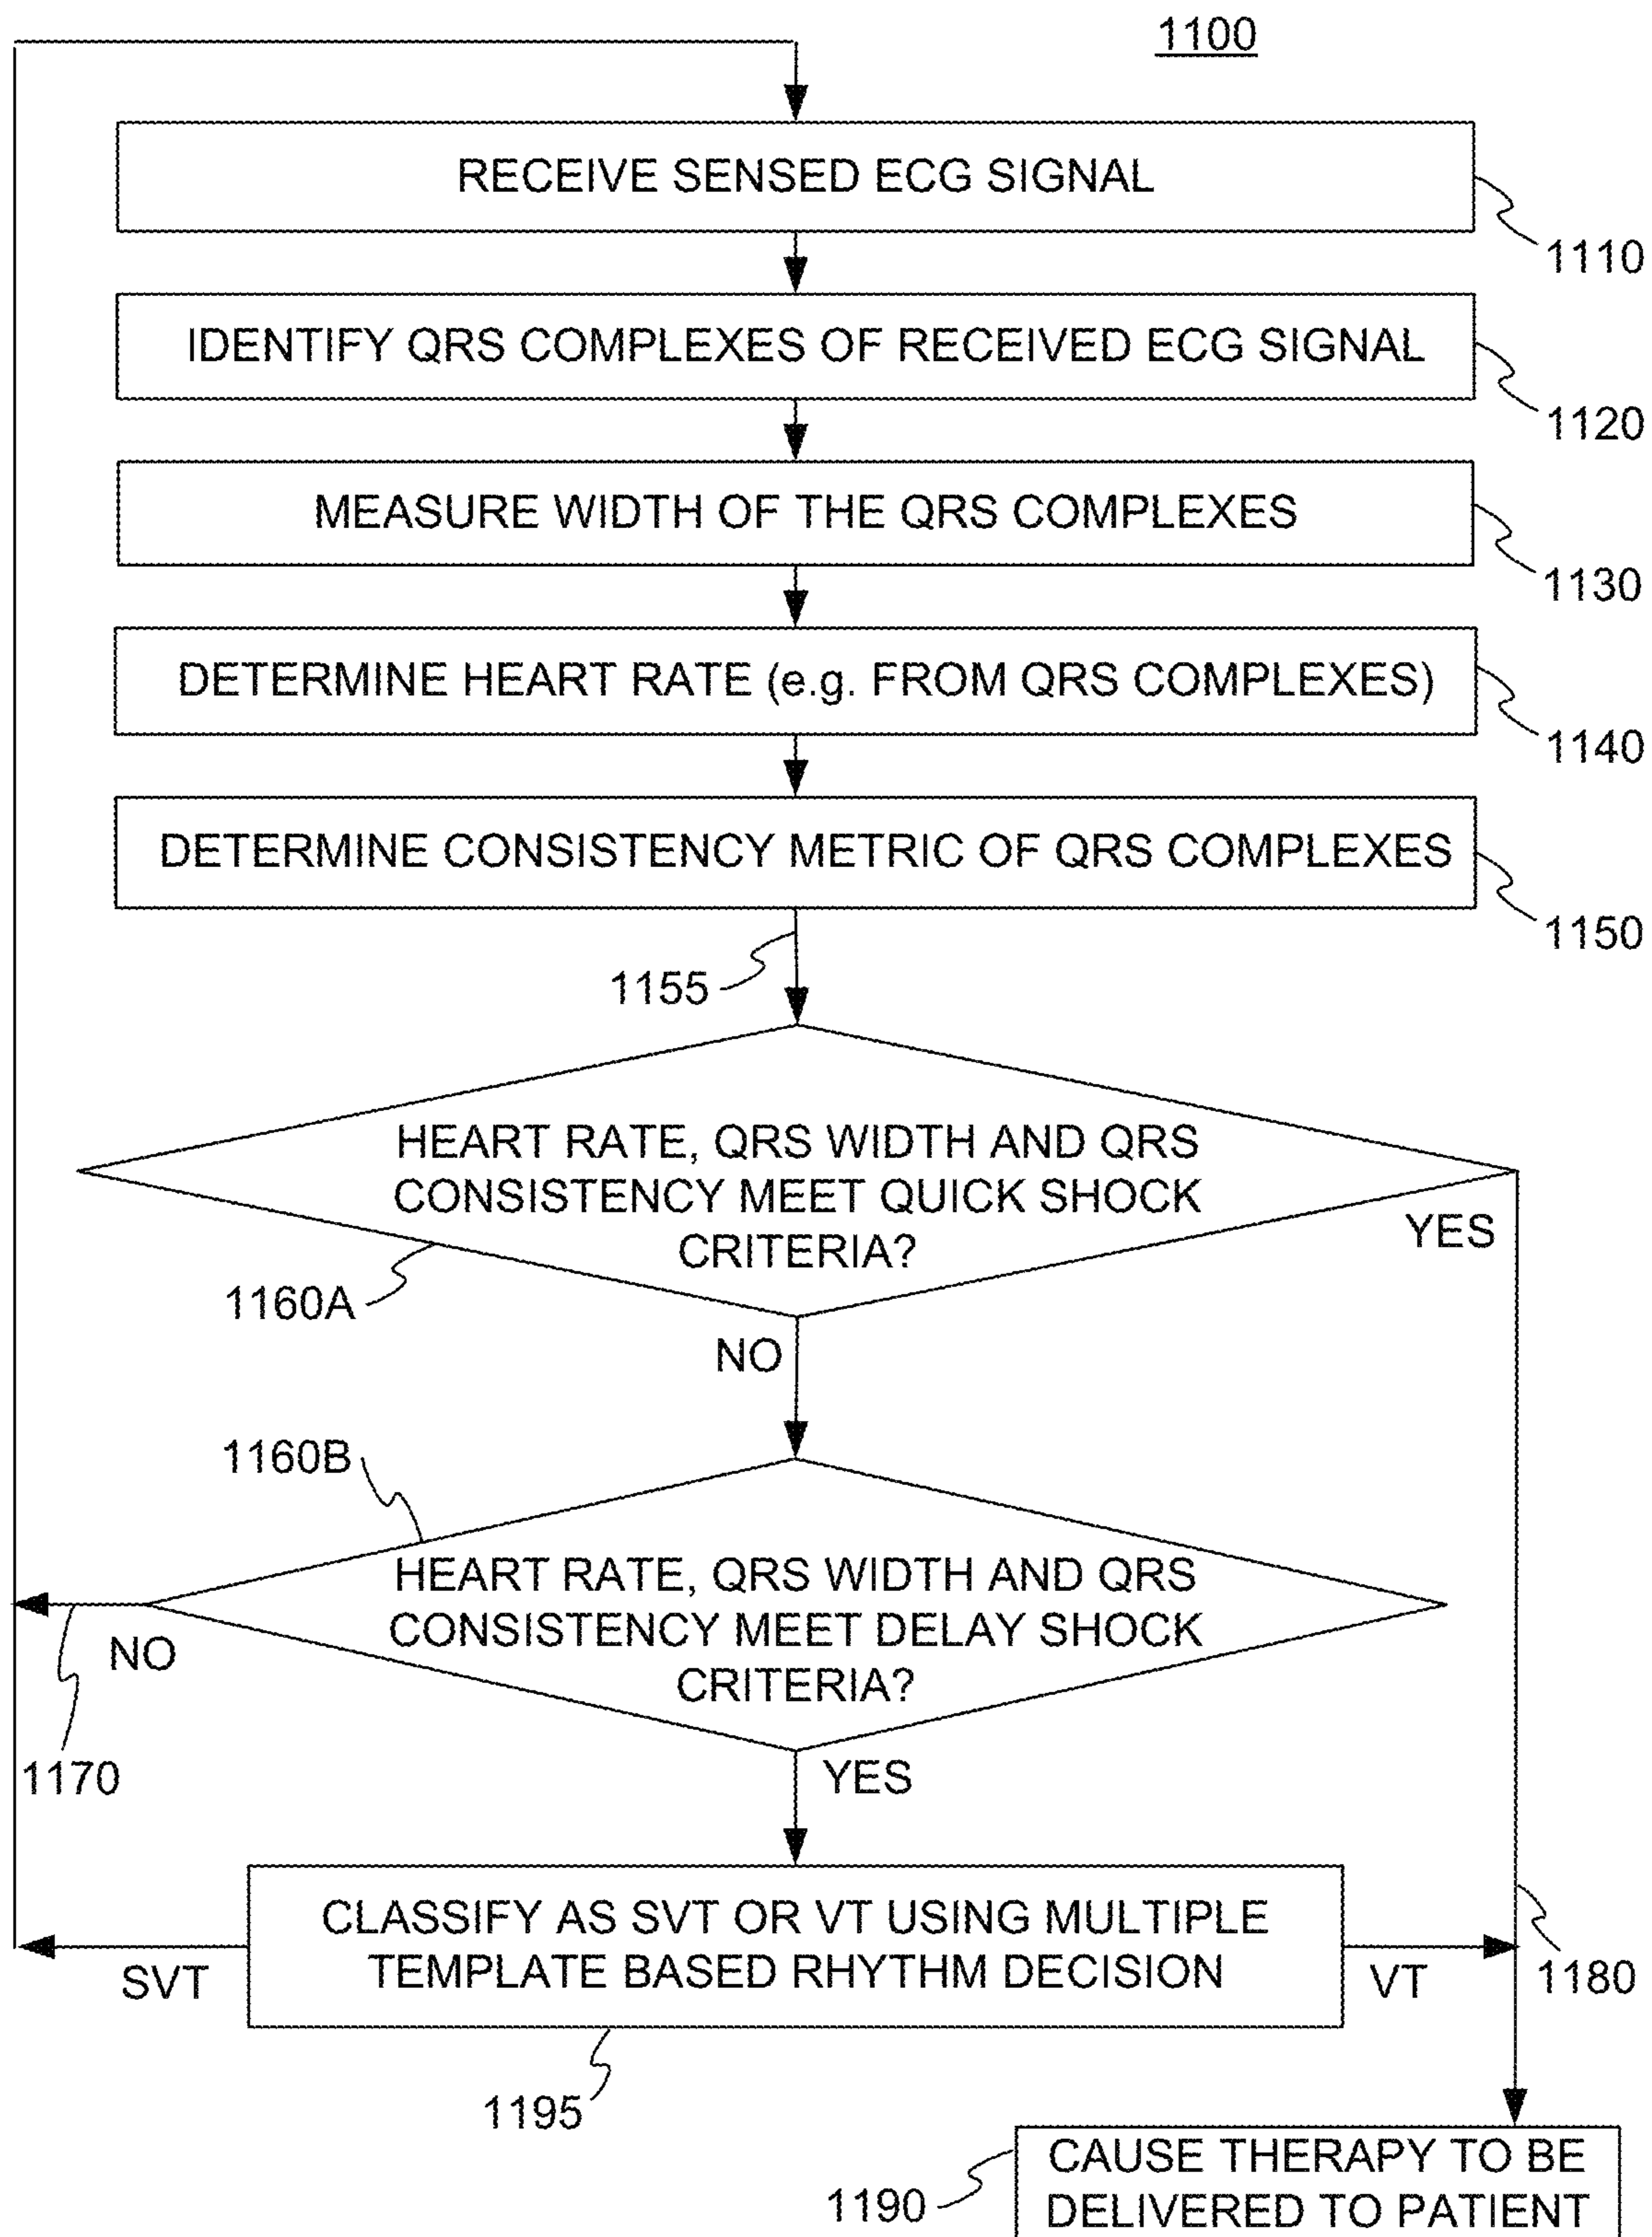 1100
RECEIVE SENSED ECG SIGNAL
1110
IDENTIFY QRS COMPLEXES OF RECEIVED ECG SIGNAL
1120
MEASURE WIDTH OF THE QRS COMPLEXES
1130
DETERMINE HEART RATE (e.g. FROM QRS COMPLEXES)
1140
DETERMINE CONSISTENCY METRIC OF QRS COMPLEXES
1150
1155
HEART RATE, QRS WIDTH AND QRS
CONSISTENCY MEET QUICK SHOCK
CRITERIA?
YES
1160A
NO
1160B
HEART RATE, QRS WIDTH AND QRS
CONSISTENCY MEET DELAY SHOCK
CRITERIA?
NO
1170
YES
CLASSIFY AS SVT OR VT USING MULTIPLE
TEMPLATE BASED RHYTHM DECISION
SVT
VT
1180
1195
CAUSE THERAPY TO BE
DELIVERED TO PATIENT
1190